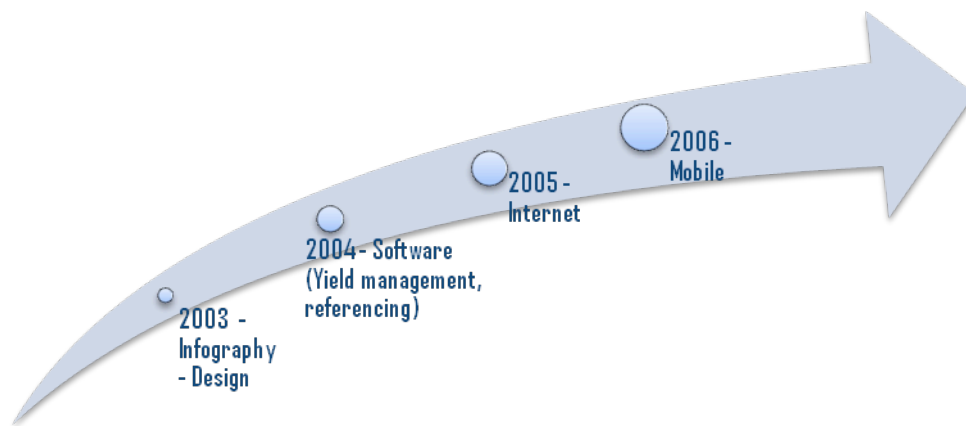 2003 -
Infography
- Design
2004 - Software
(Yield management,
referencing)
2005 -
Internet
2006 -
Mobile